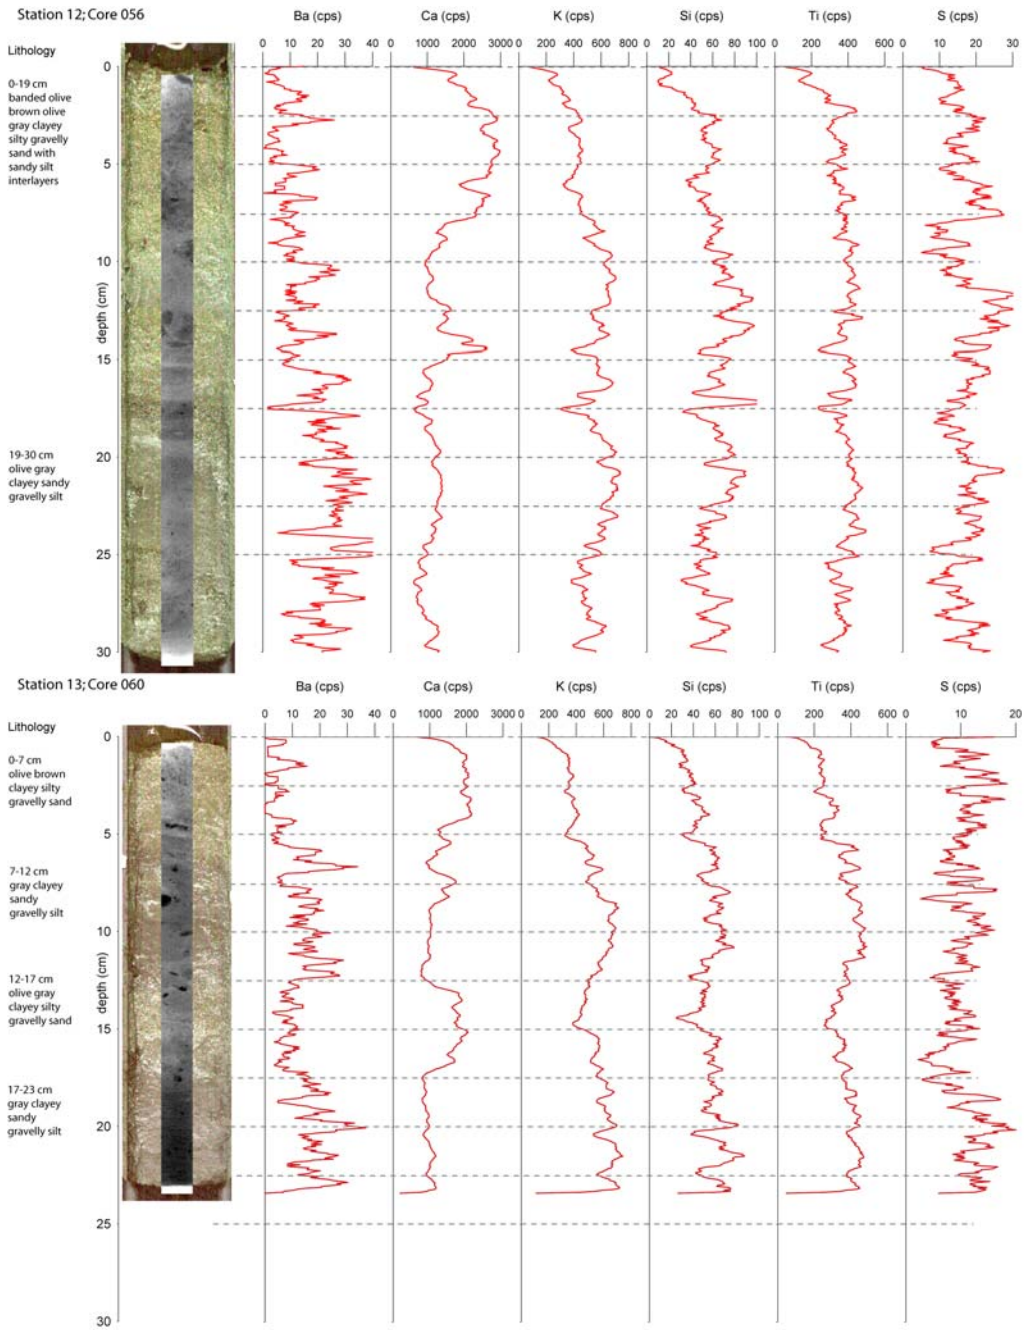 Station 12; Core 056
Ba (cps) Ca (cps) K (cps) Si (cps) Ti (cps) S (cps)
Lithology
0 10 20 30 40 0 1000 2000 3000 0 200 400 600 800 0 20 40 60 80 100 0 200 400 600 0 10 20 30
0
0-19 cm
banded olive
brown olive
gray clayey
silty gravelly
sand with
sandy silt
interlayers
5
10
depth (cm)
15
19-30 cm
olive gray
clayey sandy
gravelly silt
20
25
30
Station 13; Core 060
Ba (cps) Ca (cps) K (cps) Si (cps) Ti (cps) S (cps)
Lithology
0 10 20 30 40 0 1000 2000 3000 0 200 400 600 800 0 20 40 60 80 100 0 200 400 600 0 10 20
0
0-7 cm
olive brown
clayey silty
gravelly sand
5
7-12 cm
gray clayey
sandy
gravelly silt
10
depth (cm)
12-17 cm
olive gray
clayey silty
gravelly sand
15
17-23 cm
gray clayey
sandy
gravelly silt
20
25
30